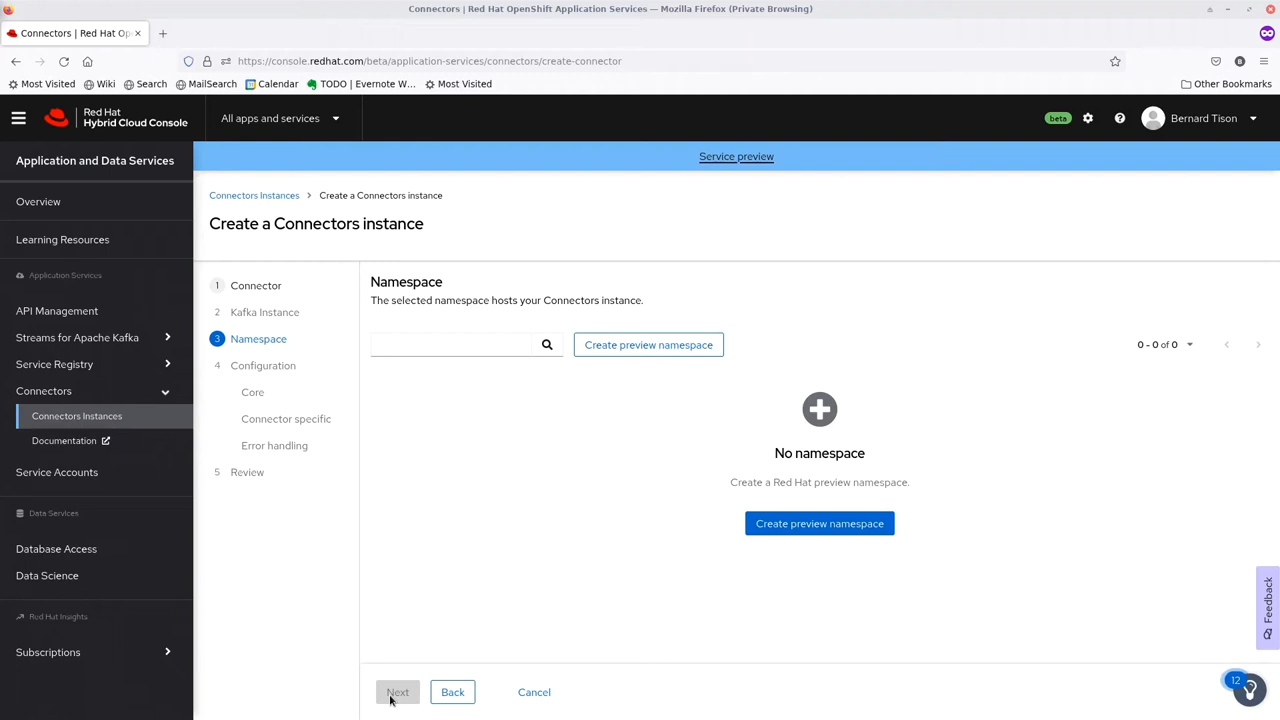 Connectors | Red Hat OpenShift Application Services — Mozilla Firefox (Private Browsing)
Connectors | Red Hat Op
https://console.redhat.com/beta/application-services/connectors/create-connector
Most Visited
Wiki
Search
MailSearch
Calendar
TODO | Evernote W...
Most Visited
Other Bookmarks
Red Hat
Hybrid Cloud Console
All apps and services
beta
Bernard Tison
Application and Data Services
Overview
Learning Resources
Application Services
API Management
Streams for Apache Kafka
Service Registry
Connectors
Connectors Instances
Documentation
Service Accounts
Data Services
Database Access
Data Science
Red Hat Insights
Subscriptions
Service preview
Connectors Instances
Create a Connectors instance
Create a Connectors instance
1 Connector
2 Kafka Instance
3 Namespace
4 Configuration
Core
Connector specific
Error handling
5 Review
Namespace
The selected namespace hosts your Connectors instance.
Create preview namespace
0 - 0 of 0
No namespace
Create a Red Hat preview namespace.
Create preview namespace
Next
Back
Cancel
Feedback
12